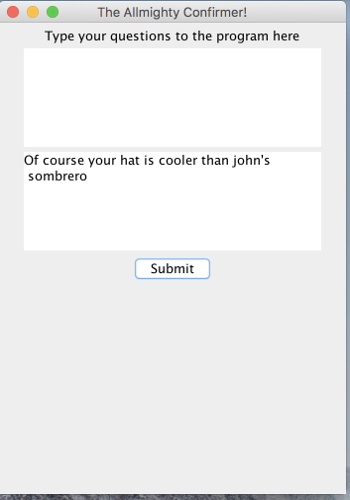 The Allmighty Confirmer!
Type your questions to the program here
Of course your hat is cooler than john's
sombrero
Submit